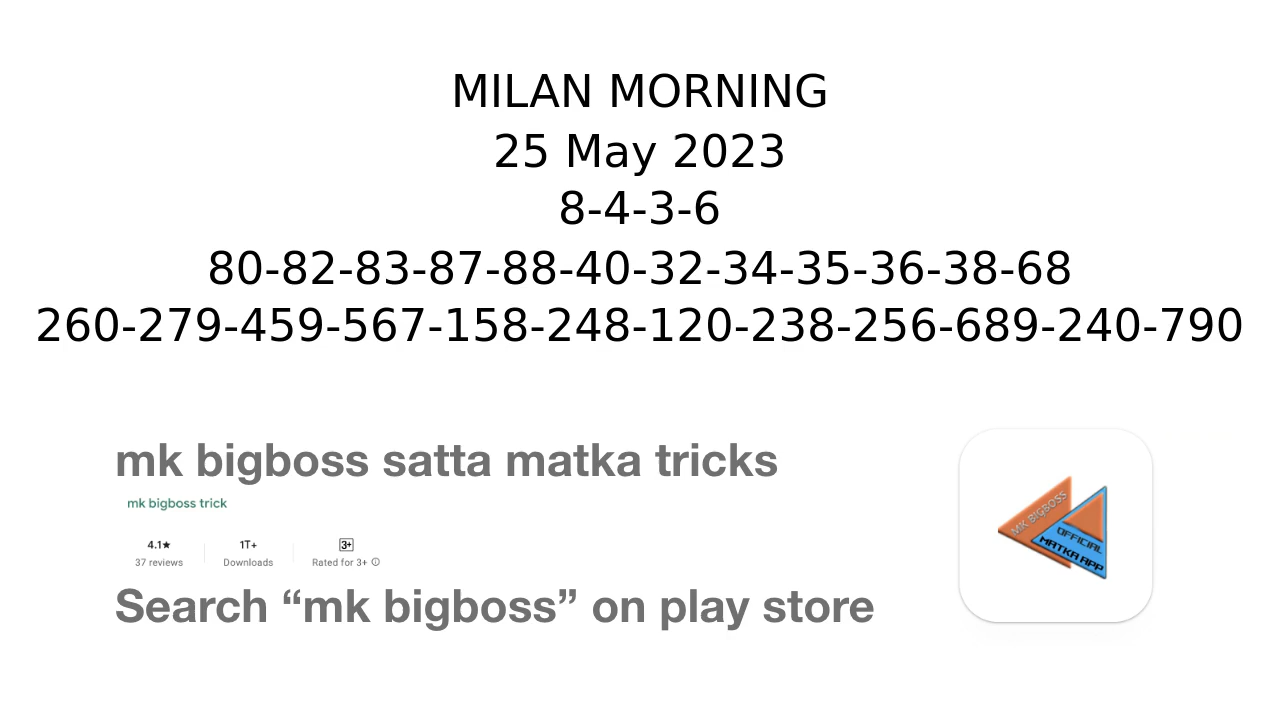 MILAN MORNING
25 May 2023
8-4-3-6
80-82-83-87-88-40-32-34-35-36-38-68
260-279-459-567-158-248-120-238-256-689-240-790
mk bigboss satta matka tricks
mk bigboss trick
4.1★ 1T+ 3+
37 reviews Downloads Rated for 3+ ⓘ
Search “mk bigboss” on play store
MK BIGBOSS
OFFICIAL
MATKA APP